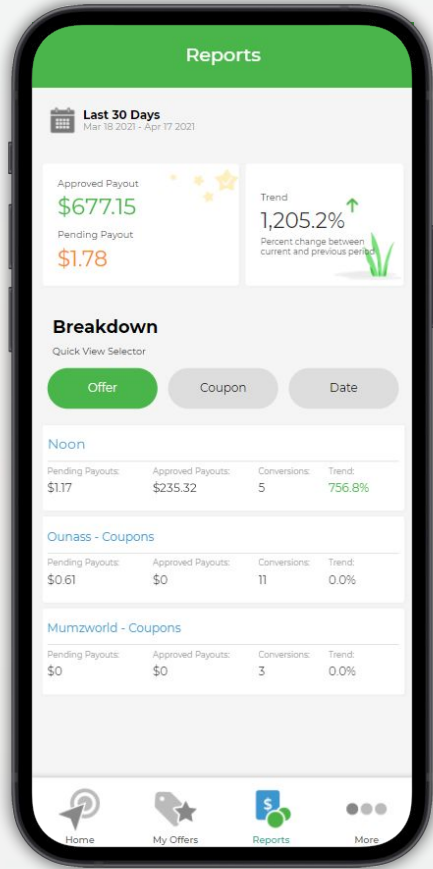 Reports
Last 30 Days
Mar 18 2021 - Apr 17 2021
Approved Payout
$677.15
Pending Payout
$1.78
Trend
1,205.2%
Percent change between
current and previous period
Breakdown
Quick View Selector
Offer Coupon Date
Noon
Pending Payouts: Approved Payouts: Conversions: Trend:
$1.17 $235.32 5 756.8%
Ounass - Coupons
Pending Payouts: Approved Payouts: Conversions: Trend:
$0.61 $0 11 0.0%
Mumzworld - Coupons
Pending Payouts: Approved Payouts: Conversions: Trend:
$0 $0 3 0.0%
Home My Offers Reports More